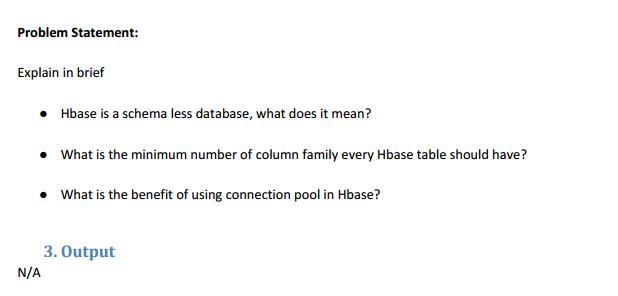 Problem Statement:
Explain in brief
● Hbase is a schema less database, what does it mean?
● What is the minimum number of column family every Hbase table should have?
● What is the benefit of using connection pool in Hbase?
3. Output
N/A